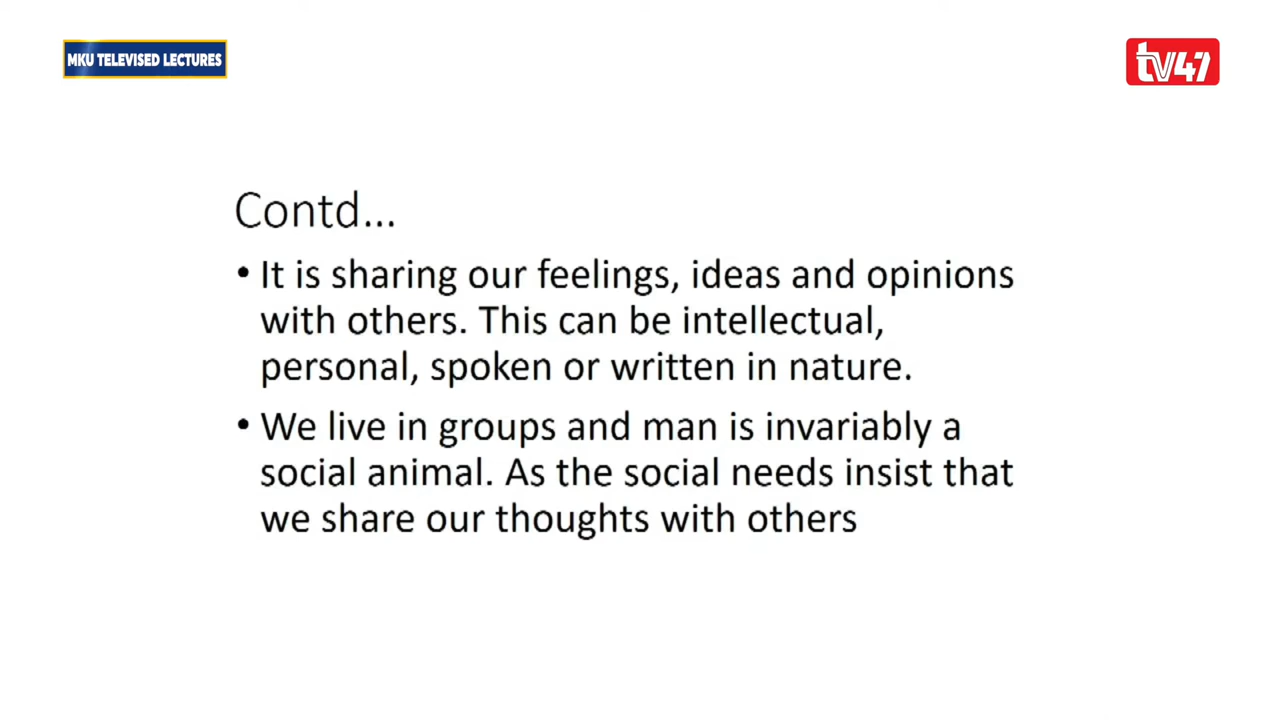 MKU TELEVISED LECTURES
tv47
Contd...
• It is sharing our feelings, ideas and opinions
with others. This can be intellectual,
personal, spoken or written in nature.
• We live in groups and man is invariably a
social animal. As the social needs insist that
we share our thoughts with others